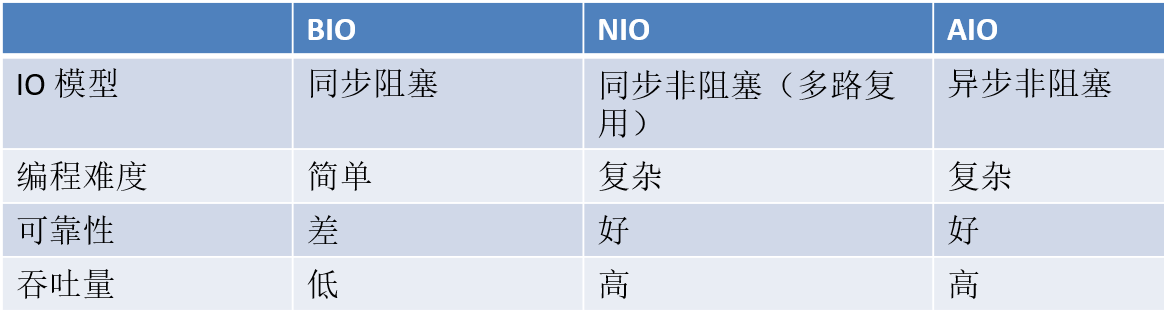 BIO NIO AIO
IO 模型 同步阻塞 同步非阻塞（多路复 异步非阻塞
用）
编程难度 简单 复杂 复杂
可靠性 差 好 好
吞吐量 低 高 高